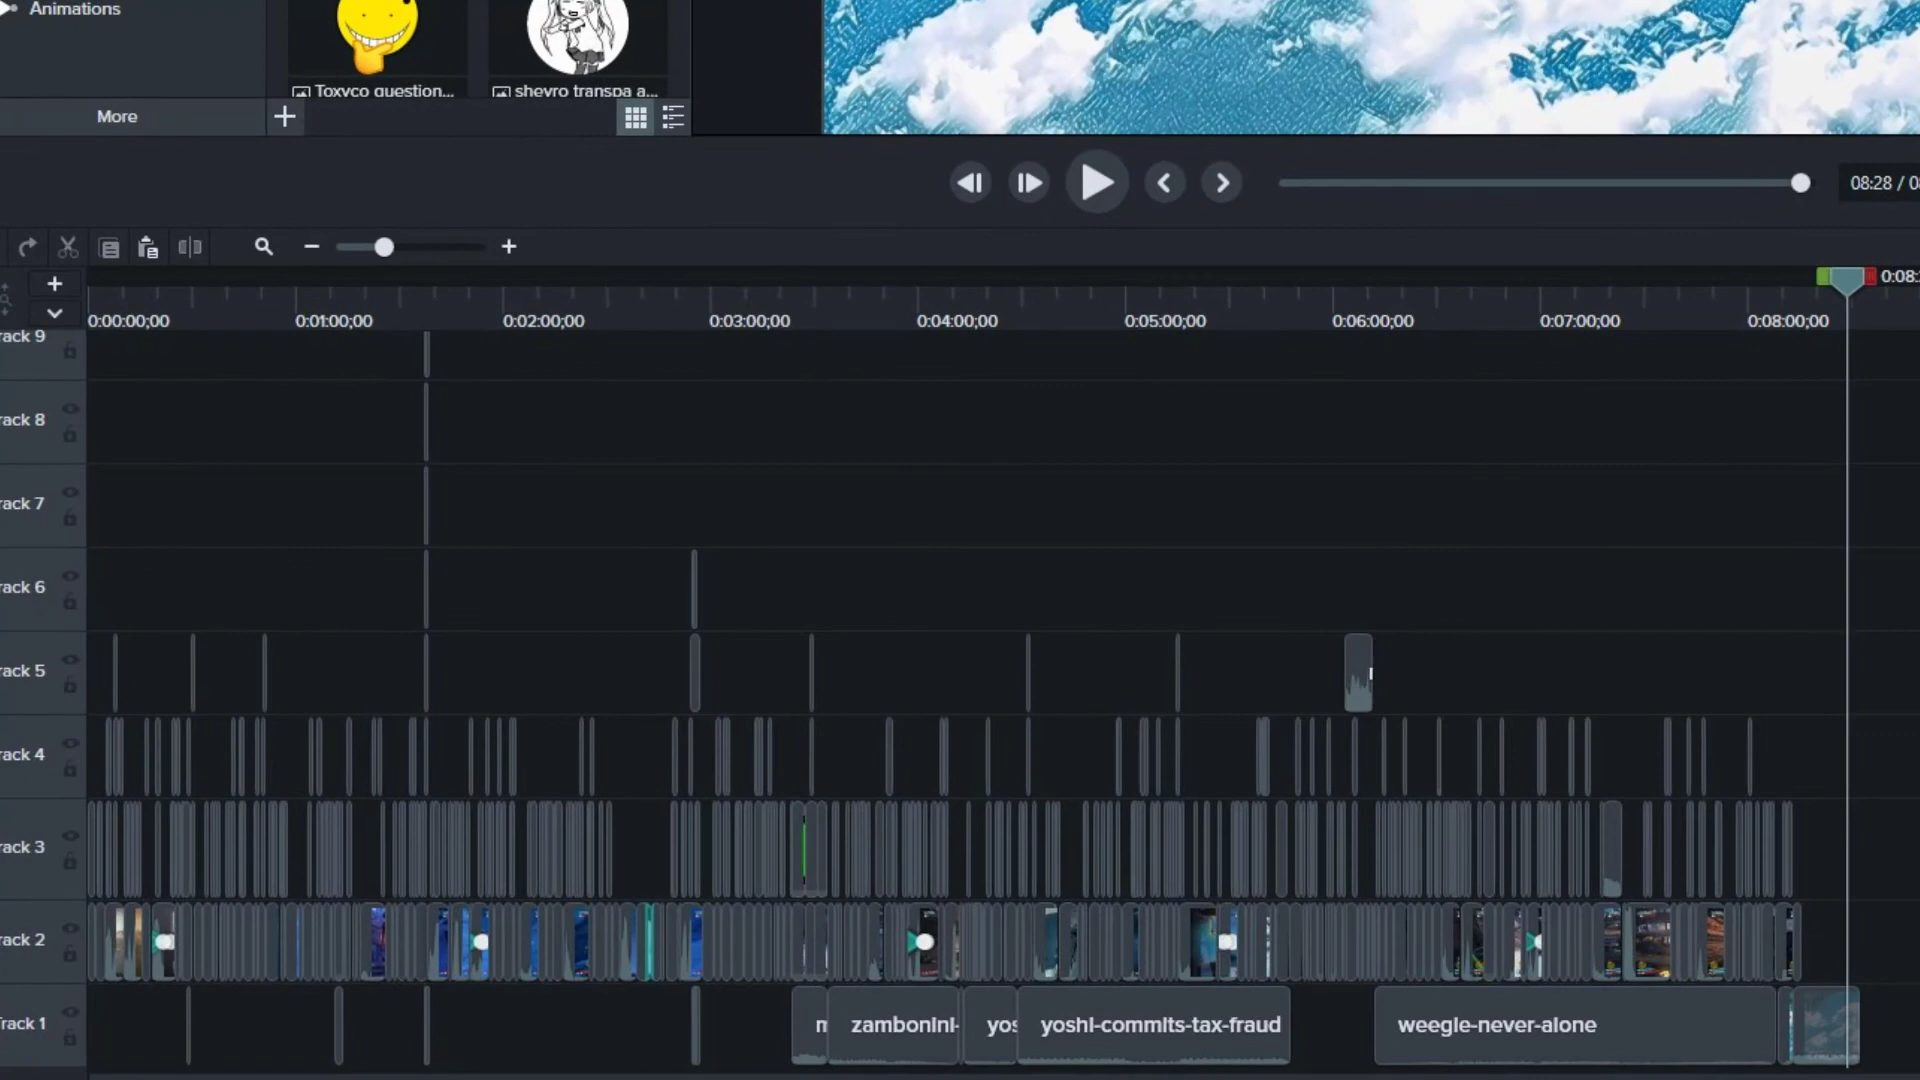 Animations
Toxyco question...
sheyro transpa a...
More
08:28 / 0
0:08:
0:00:00;00
0:01:00;00
0:02:00;00
0:03:00;00
0:04:00;00
0:05:00;00
0:06:00;00
0:07:00;00
0:08:00;00
rack 9
rack 8
rack 7
rack 6
rack 5
rack 4
rack 3
rack 2
Track 1
zambonini-
yos
yoshi-commits-tax-fraud
weegie-never-alone